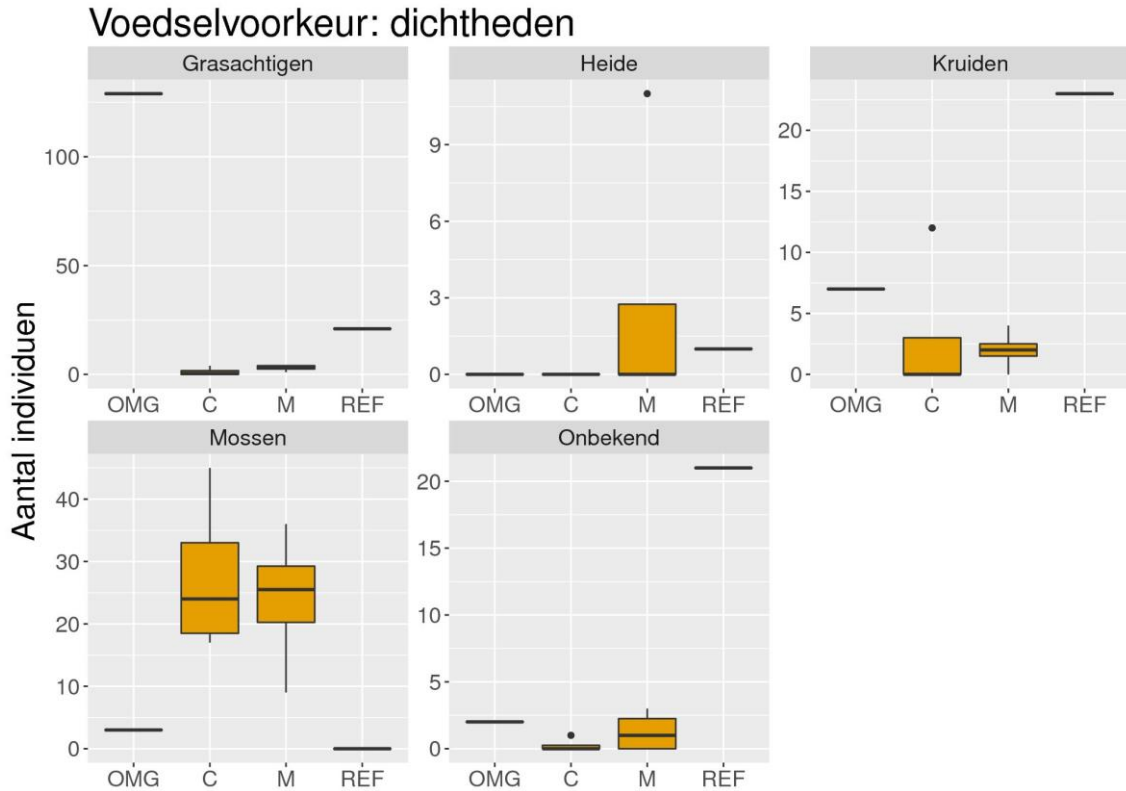 Voedselvoorkeur: dichtheden
Grasachtigen
Heide
Kruiden
100
50
0
9
6
3
0
20
15
10
5
0
OMG C M REF
OMG C M REF
OMG C M REF
Mossen
Onbekend
40
30
20
10
0
20
15
10
5
0
OMG C M REF
OMG C M REF
Aantal individuen